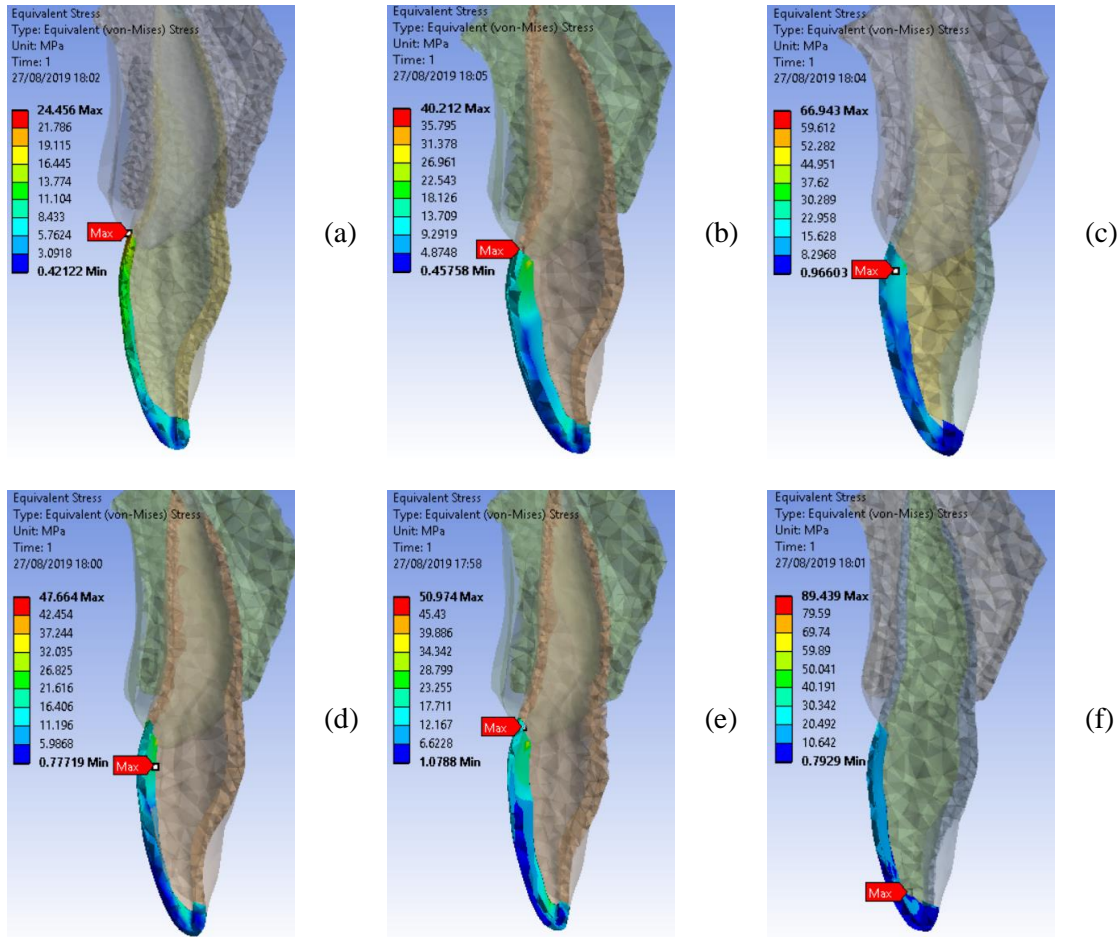 Equivalent Stress
Type: Equivalent (von-Mises) Stress
Unit: MPa
Time: 1
27/08/2019 18:02
24.456 Max
21.786
19.115
16.445
13.774
11.104
8.433
5.7624
3.0918
0.42122 Min
Max
(a)
Equivalent Stress
Type: Equivalent (von-Mises) Stress
Unit: MPa
Time: 1
27/08/2019 18:05
40.212 Max
35.795
31.378
26.961
22.543
18.126
13.709
9.2919
4.8748
0.45758 Min
Max
(b)
Equivalent Stress
Type: Equivalent (von-Mises) Stress
Unit: MPa
Time: 1
27/08/2019 18:04
66.943 Max
59.612
52.282
44.951
37.62
30.289
22.958
15.628
8.2968
0.96603 Min
Max
(c)
Equivalent Stress
Type: Equivalent (von-Mises) Stress
Unit: MPa
Time: 1
27/08/2019 18:00
47.664 Max
42.454
37.244
32.035
26.825
21.616
16.406
11.196
5.9868
0.77719 Min
Max
(d)
Equivalent Stress
Type: Equivalent (von-Mises) Stress
Unit: MPa
Time: 1
27/08/2019 17:58
50.974 Max
45.43
39.886
34.342
28.799
23.255
17.711
12.167
6.6228
1.0788 Min
Max
(e)
Equivalent Stress
Type: Equivalent (von-Mises) Stress
Unit: MPa
Time: 1
27/08/2019 18:01
89.439 Max
79.59
69.74
59.89
50.041
40.191
30.342
20.492
10.642
0.7929 Min
Max
(f)